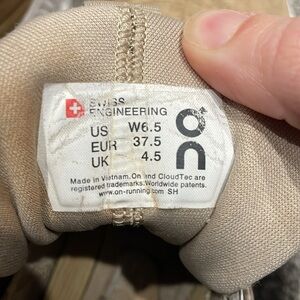 SWISS
ENGINEERING
US W6.5
EUR 37.5
UK 4.5
on
Made in Vietnam. On and CloudTec are
registered trademarks. Worldwide patents.
www.on-running.com SH